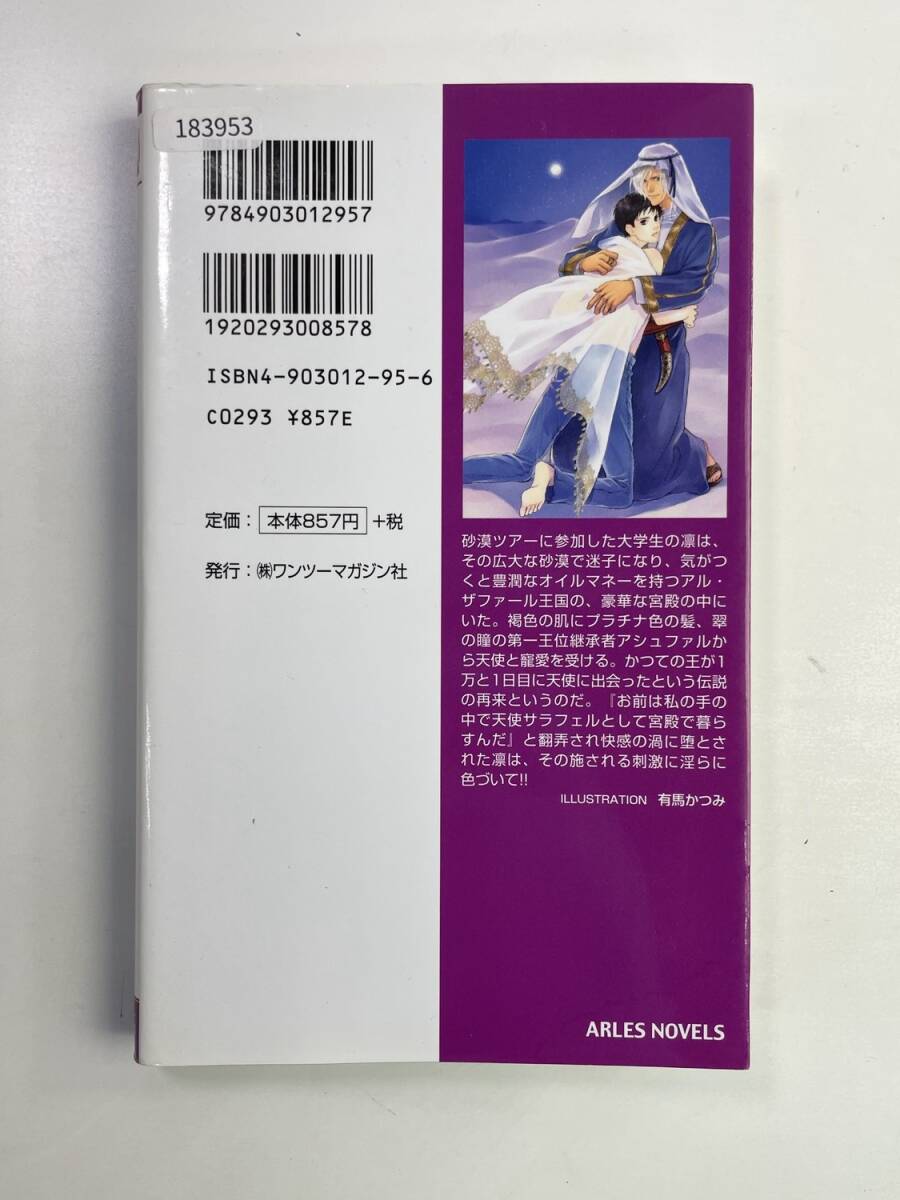 183953
9784903012957
1920293008578
ISBN4-903012-95-6
C0293 ¥857E
定価：本体857円+税
発行：㈱ワンツーマガジン社
砂漠ツアーに参加した大学生の凛は、
その広大な砂漠で迷子になり、気がつ
くと豊潤なオイルマネーを持つアル・
ザファール王国の、豪華な宮殿の中に
いた。褐色の肌にプラチナ色の髪、翠
の瞳の第一王位継承者アシュファルか
ら天使と寵愛を受ける。かつての王が1
万と1日目に天使に出会ったという伝説
の再来というのだ。『お前は私の手の
中で天使サラフェルとして宮殿で暮ら
すんだ』と翻弄され快感の渦に堕とさ
れた凛は、その施される刺激に淫らに
色づいて!!
ILLUSTRATION 有馬かつみ
ARLES NOVELS